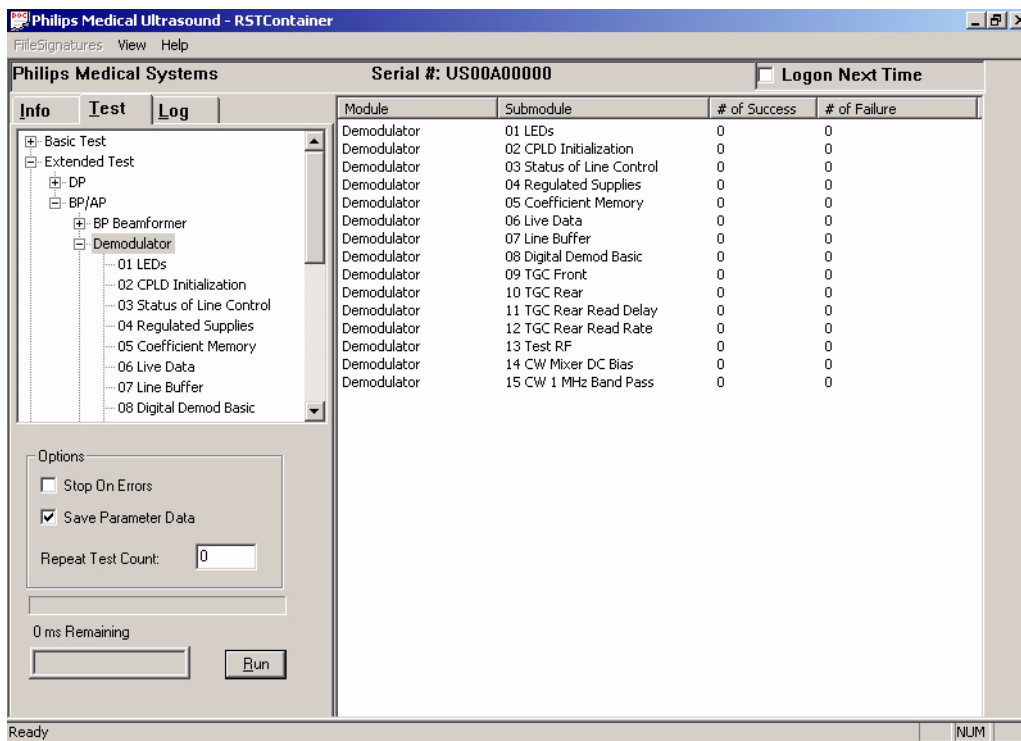 Philips Medical Ultrasound - RSTContainer
FiileSignatures View Help
Philips Medical Systems Serial #: US00A00000 Logon Next Time
Info Test Log
Basic Test
Extended Test
DP
BP/AP
BP Beamformer
Demodulator
01 LEDs
02 CPLD Initialization
03 Status of Line Control
04 Regulated Supplies
05 Coefficient Memory
06 Live Data
07 Line Buffer
08 Digital Demod Basic
Options
Stop On Errors
Save Parameter Data
Repeat Test Count: 0
0 ms Remaining
Run
Module Submodule # of Success # of Failure
Demodulator 01 LEDs 0 0
Demodulator 02 CPLD Initialization 0 0
Demodulator 03 Status of Line Control 0 0
Demodulator 04 Regulated Supplies 0 0
Demodulator 05 Coefficient Memory 0 0
Demodulator 06 Live Data 0 0
Demodulator 07 Line Buffer 0 0
Demodulator 08 Digital Demod Basic 0 0
Demodulator 09 TGC Front 0 0
Demodulator 10 TGC Rear 0 0
Demodulator 11 TGC Rear Read Delay 0 0
Demodulator 12 TGC Rear Read Rate 0 0
Demodulator 13 Test RF 0 0
Demodulator 14 CW Mixer DC Bias 0 0
Demodulator 15 CW 1 MHz Band Pass 0 0
Ready NUM